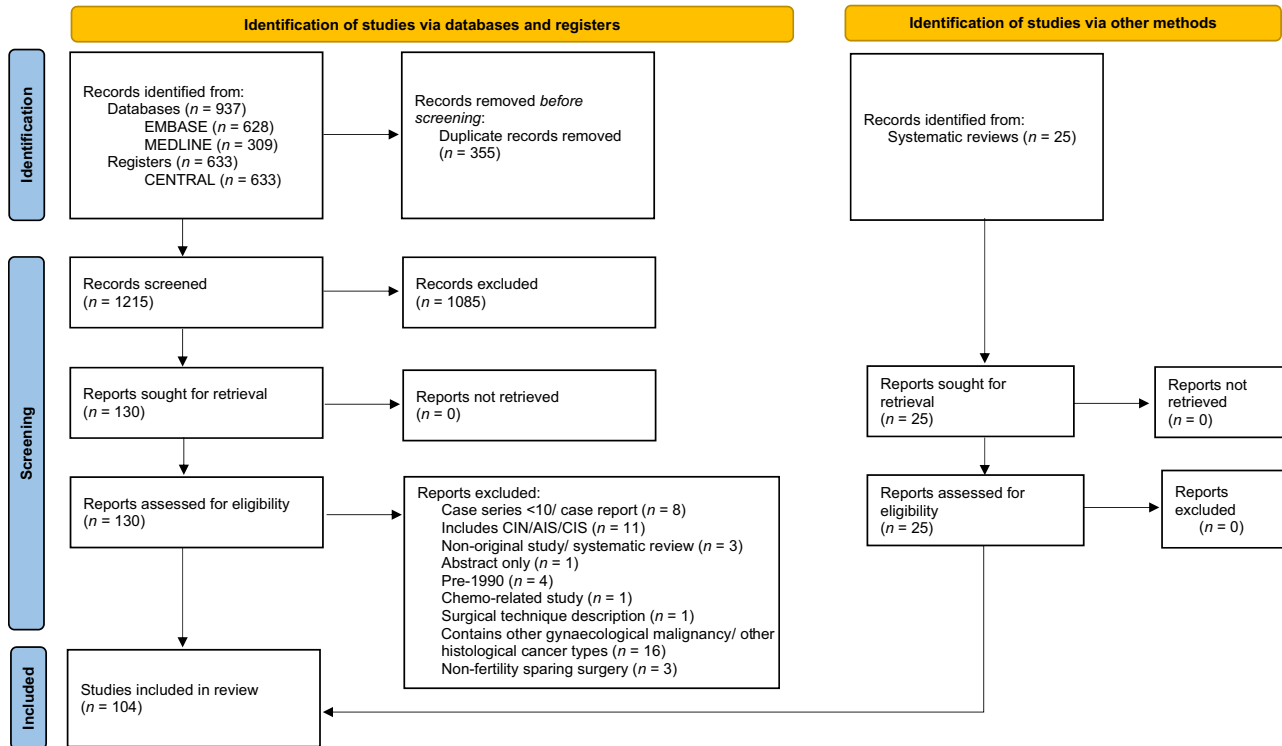 Identification of studies via databases and registers
Identification of studies via other methods
Identification
Records identified from:
Databases (n = 937)
EMBASE (n = 628)
MEDLINE (n = 309)
Registers (n = 633)
CENTRAL (n = 633)
Records removed before
screening:
Duplicate records removed
(n = 355)
Records identified from:
Systematic reviews (n = 25)
Screening
Records screened
(n = 1215)
Records excluded
(n = 1085)
Reports sought for retrieval
(n = 130)
Reports not retrieved
(n = 0)
Reports sought for
retrieval
(n = 25)
Reports not
retrieved
(n = 0)
Reports assessed for eligibility
(n = 130)
Reports excluded:
Case series <10/ case report (n = 8)
Includes CIN/AIS/CIS (n = 11)
Non-original study/ systematic review (n = 3)
Abstract only (n = 1)
Pre-1990 (n = 4)
Chemo-related study (n = 1)
Surgical technique description (n = 1)
Contains other gynaecological malignancy/ other
histological cancer types (n = 16)
Non-fertility sparing surgery (n = 3)
Reports assessed for
eligibility
(n = 25)
Reports
excluded
(n = 0)
Included
Studies included in review
(n = 104)